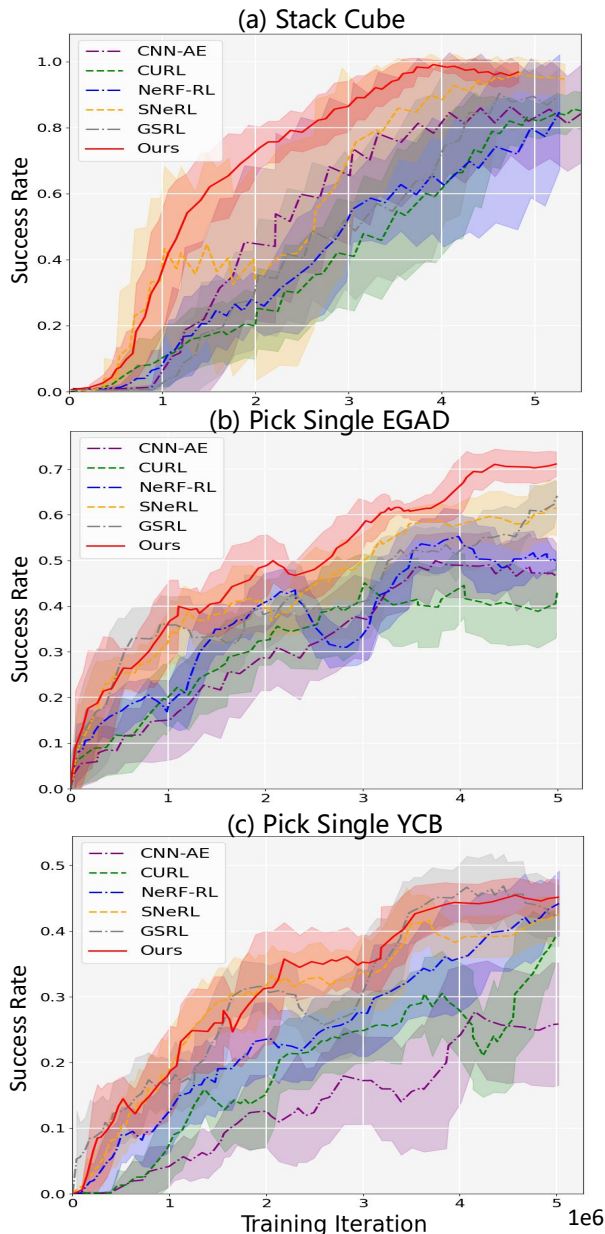 (a) Stack Cube
CNN-AE
CURL
NeRF-RL
SNeRL
GSRL
Ours
Success Rate
1.0
0.8
0.6
0.4
0.2
0.0
0 1 2 3 4 5
(b) Pick Single EGAD
CNN-AE
CURL
NeRF-RL
SNeRL
GSRL
Ours
Success Rate
0.7
0.6
0.5
0.4
0.3
0.2
0.1
0.0
0 1 2 3 4 5
(c) Pick Single YCB
CNN-AE
CURL
NeRF-RL
SNeRL
GSRL
Ours
Success Rate
0.5
0.4
0.3
0.2
0.1
0.0
0 1 2 3 4 5
Training Iteration 1e6